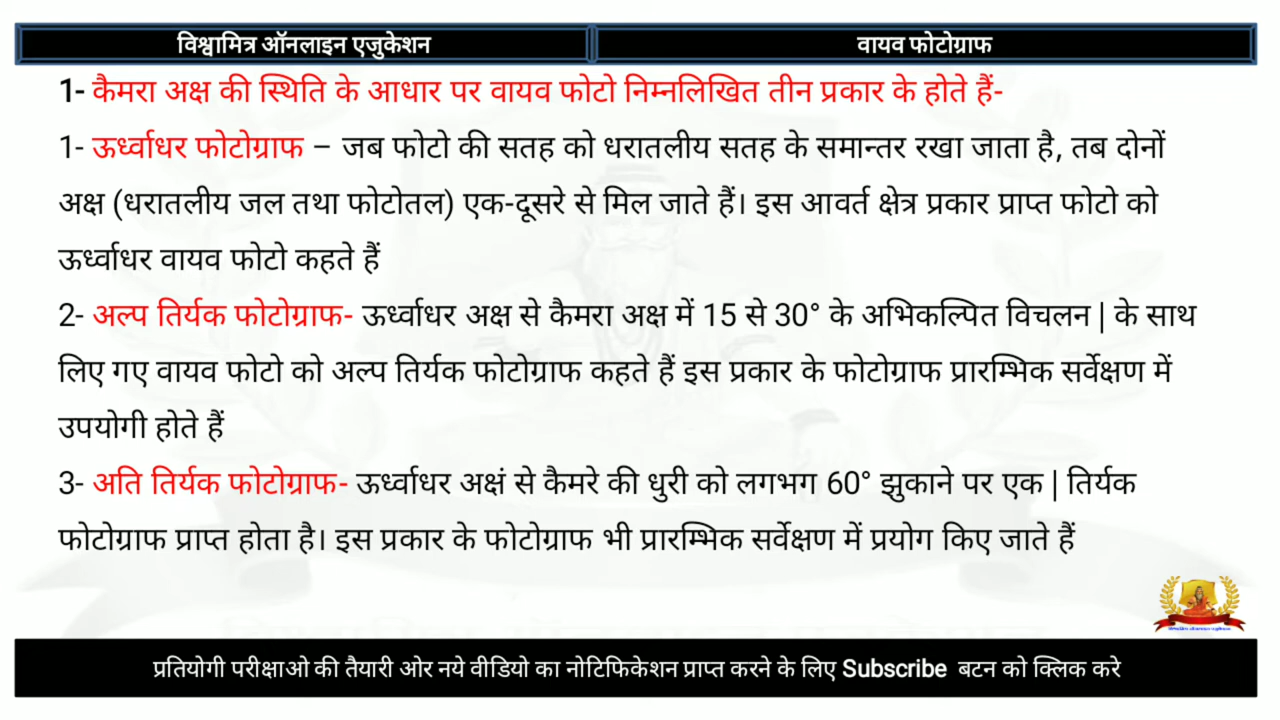 विश्वामित्र ऑनलाइन एजुकेशन
वायव फोटोग्राफ
1- कैमरा अक्ष की स्थिति के आधार पर वायव फोटो निम्नलिखित तीन प्रकार के होते हैं-
1- ऊर्ध्वाधर फोटोग्राफ – जब फोटो की सतह को धरातलीय सतह के समान्तर रखा जाता है, तब दोनों
अक्ष (धरातलीय जल तथा फोटोतल) एक-दूसरे से मिल जाते हैं। इस आवर्त क्षेत्र प्रकार प्राप्त फोटो को
ऊर्ध्वाधर वायव फोटो कहते हैं
2- अल्प तिर्यक फोटोग्राफ- ऊर्ध्वाधर अक्ष से कैमरा अक्ष में 15 से 30° के अभिकल्पित विचलन | के साथ
लिए गए वायव फोटो को अल्प तिर्यक फोटोग्राफ कहते हैं इस प्रकार के फोटोग्राफ प्रारम्भिक सर्वेक्षण में
उपयोगी होते हैं
3- अति तिर्यक फोटोग्राफ- ऊर्ध्वाधर अक्षं से कैमरे की धुरी को लगभग 60° झुकाने पर एक | तिर्यक
फोटोग्राफ प्राप्त होता है। इस प्रकार के फोटोग्राफ भी प्रारम्भिक सर्वेक्षण में प्रयोग किए जाते हैं
प्रतियोगी परीक्षाओ की तैयारी ओर नये वीडियो का नोटिफिकेशन प्राप्त करने के लिए Subscribe बटन को क्लिक करे